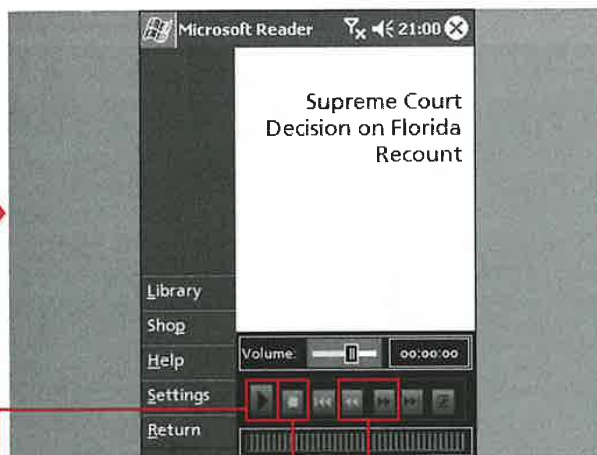 Microsoft Reader 21:00
Supreme Court
Decision on Florida
Recount
Library
Shop
Help
Settings
Return
Volume: 00:00:00